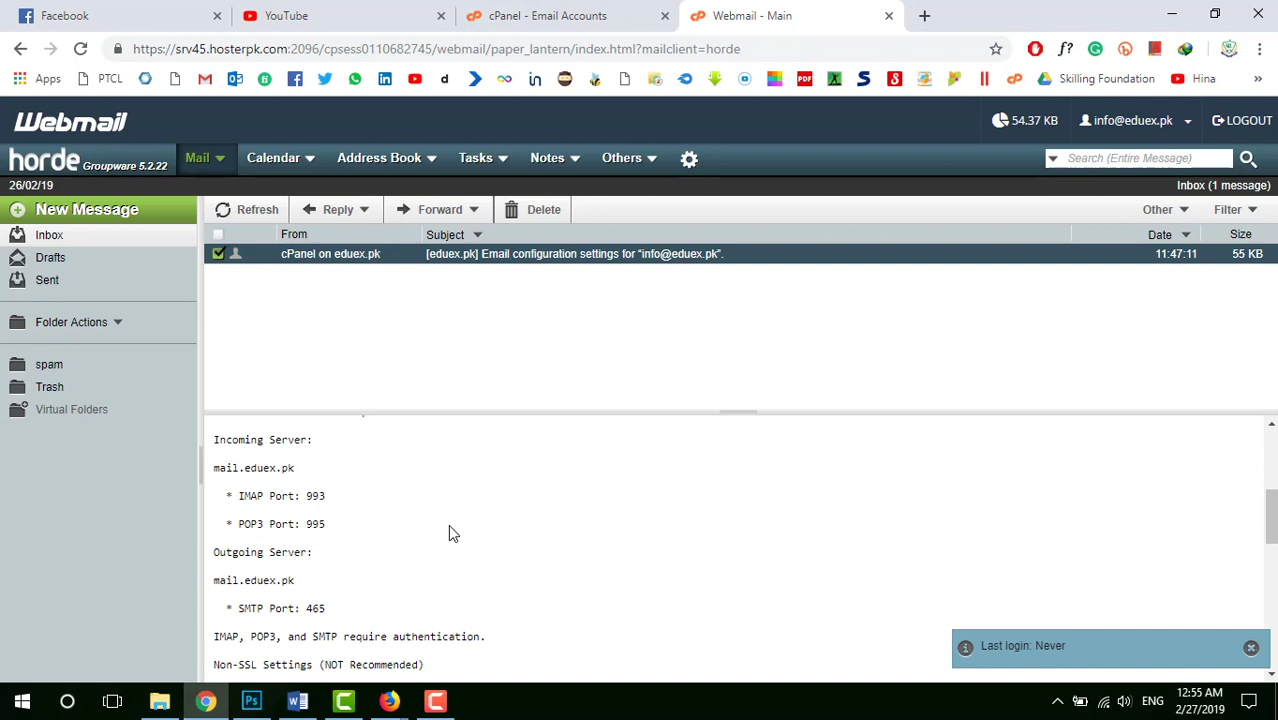 Facebook
YouTube
cPanel - Email Accounts
Webmail - Main
https://srv45.hosterpk.com:2096/cpsess0110682745/webmail/paper_lantern/index.html?mailclient=horde
f?
Apps
PTCL
Skilling Foundation
Hina
Webmail
54.37 KB
info@eduex.pk
LOGOUT
horde Groupware 5.2.22
Mail
Calendar
Address Book
Tasks
Notes
Others
Search (Entire Message)
26/02/19
Inbox (1 message)
New Message
Refresh
Reply
Forward
Delete
Other
Filter
Inbox
Drafts
Sent
Folder Actions
spam
Trash
Virtual Folders
From
Subject
Date
Size
cPanel on eduex.pk
[eduex.pk] Email configuration settings for “info@eduex.pk”.
11:47:11
55 KB
Incoming Server:
mail.eduex.pk
* IMAP Port: 993
* POP3 Port: 995
Outgoing Server:
mail.eduex.pk
* SMTP Port: 465
IMAP, POP3, and SMTP require authentication.
Non-SSL Settings (NOT Recommended)
Last login: Never
ENG
12:55 AM
2/27/2019